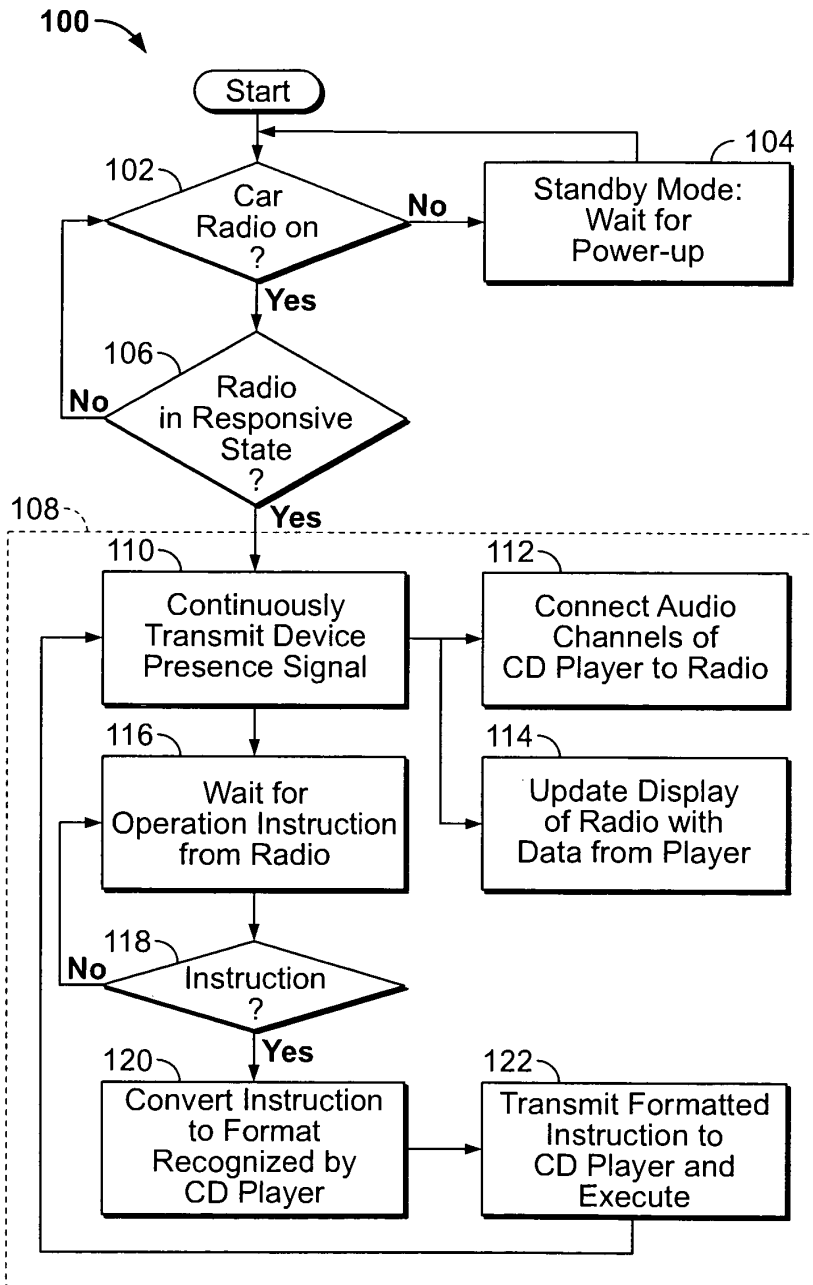 100
Start
102
Car
Radio on
?
No
104
Standby Mode:
Wait for
Power-up
Yes
106
Radio
in Responsive
State
?
No
Yes
108
110
Continuously
Transmit Device
Presence Signal
112
Connect Audio
Channels of
CD Player to Radio
116
Wait for
Operation Instruction
from Radio
114
Update Display
of Radio with
Data from Player
118
Instruction
?
No
Yes
120
Convert Instruction
to Format
Recognized by
CD Player
122
Transmit Formatted
Instruction to
CD Player and
Execute